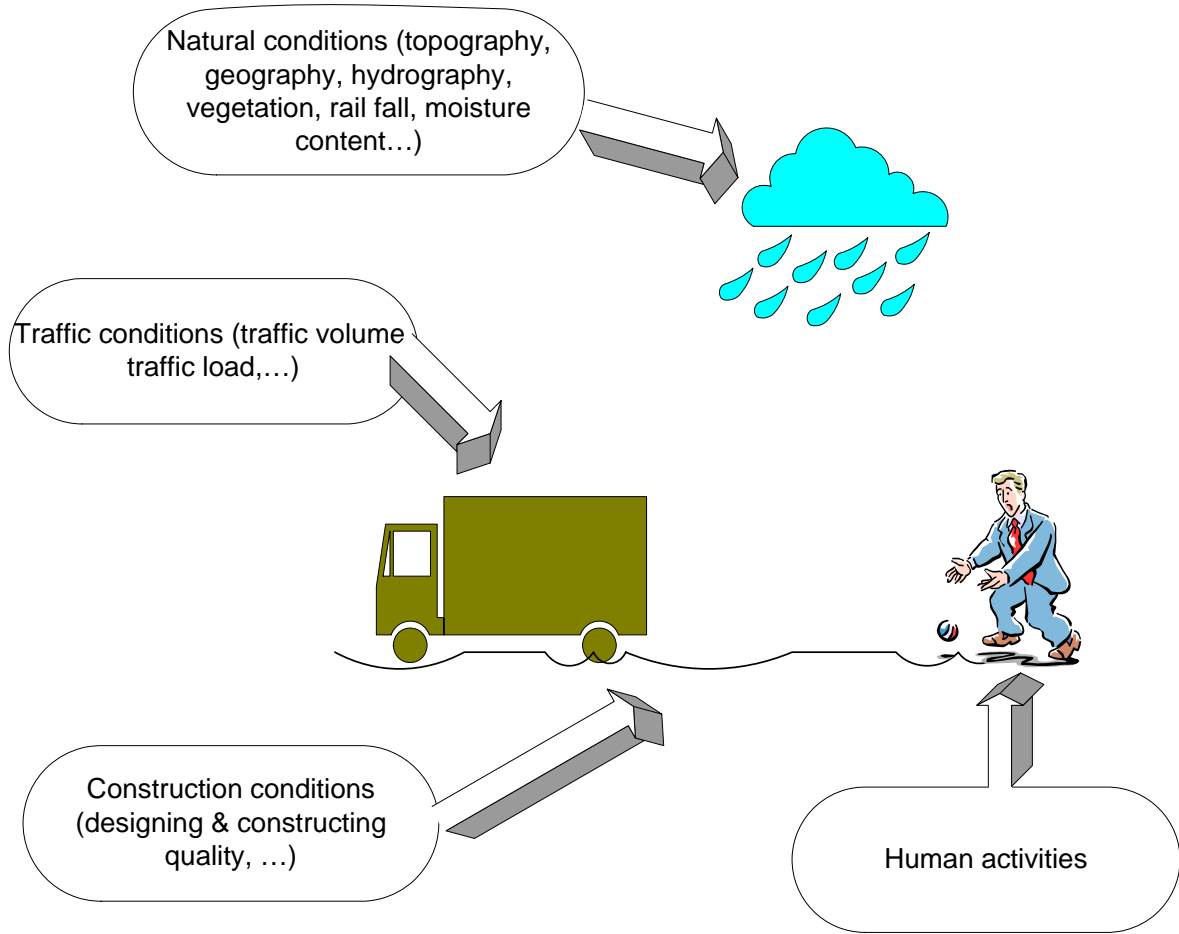 Natural conditions (topography,
geography, hydrography,
vegetation, rail fall, moisture
content…)
Traffic conditions (traffic volume
traffic load,…)
Construction conditions
(designing & constructing
quality, …)
Human activities